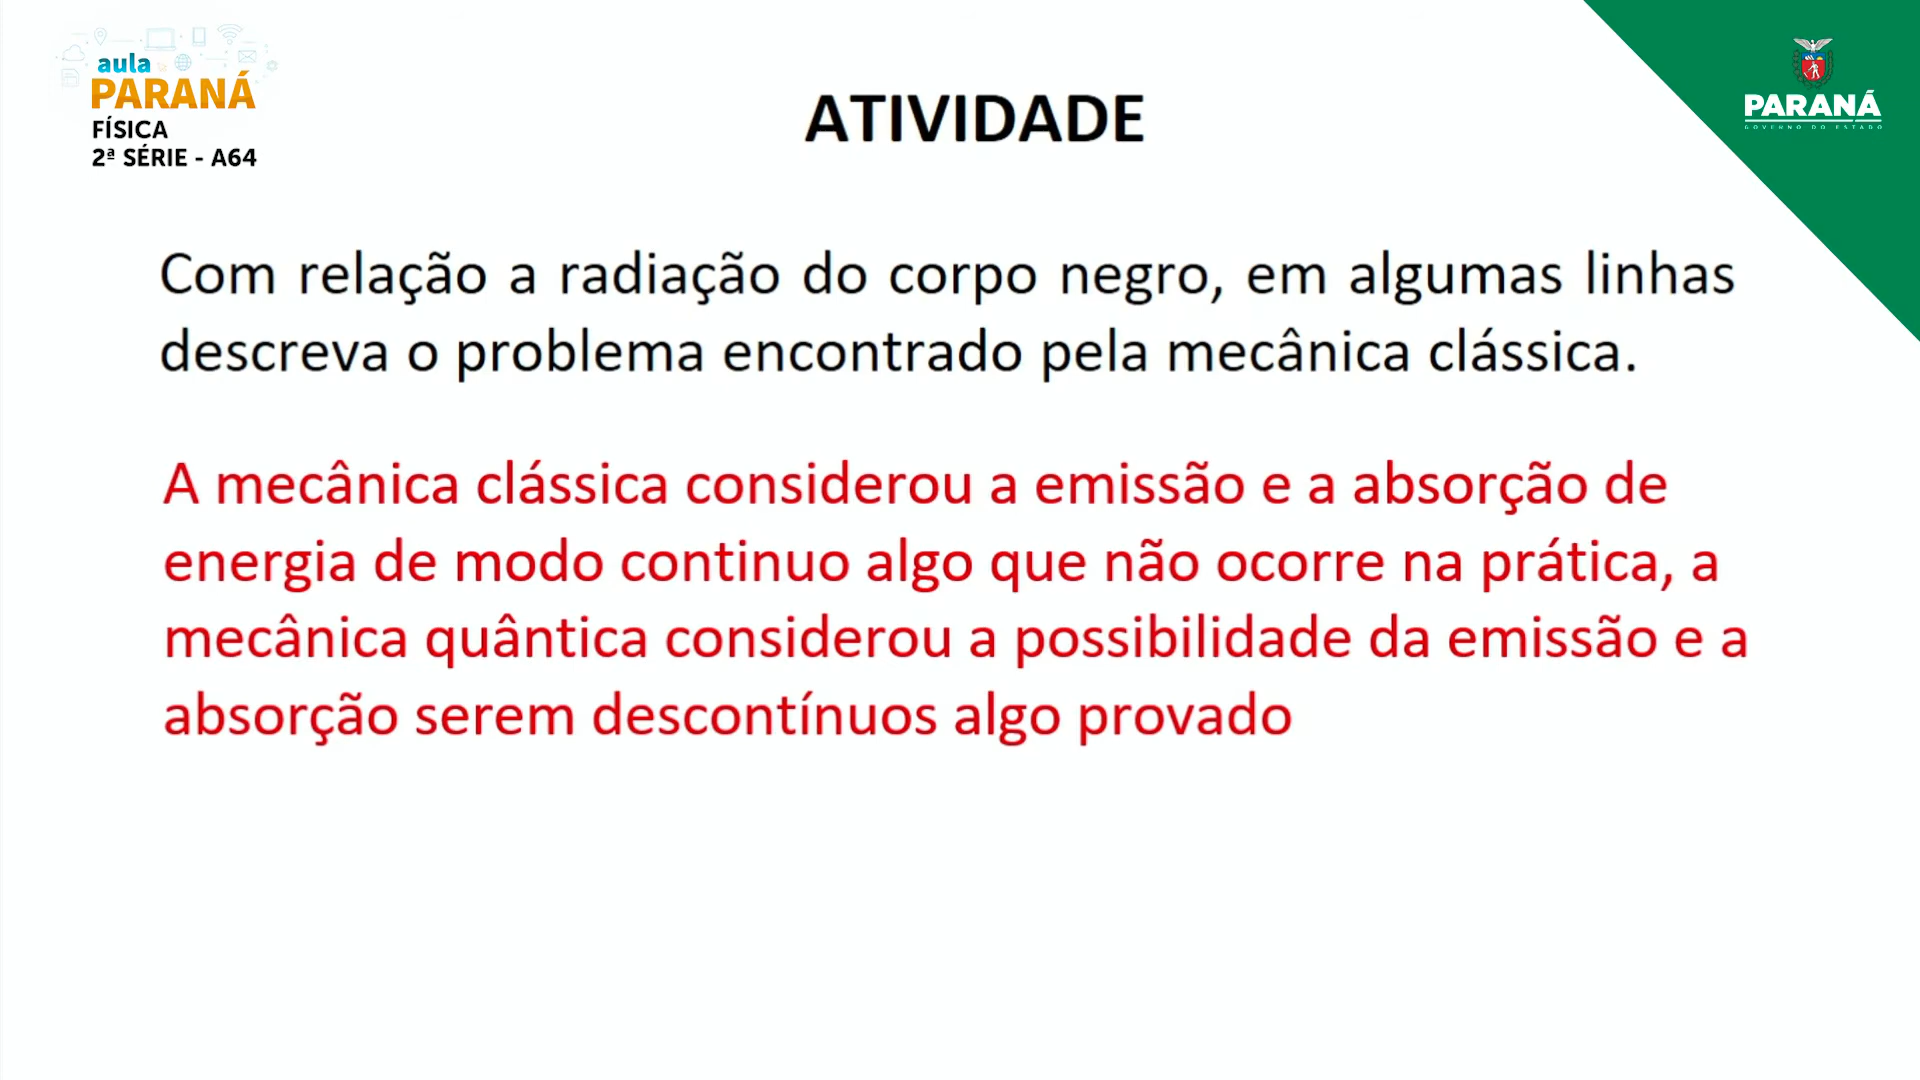 aula
PARANÁ
FÍSICA
2ª SÉRIE - A64
PARANÁ
GOVERNO DO ESTADO
ATIVIDADE
Com relação a radiação do corpo negro, em algumas linhas
descreva o problema encontrado pela mecânica clássica.
A mecânica clássica considerou a emissão e a absorção de
energia de modo continuo algo que não ocorre na prática, a
mecânica quântica considerou a possibilidade da emissão e a
absorção serem descontínuos algo provado